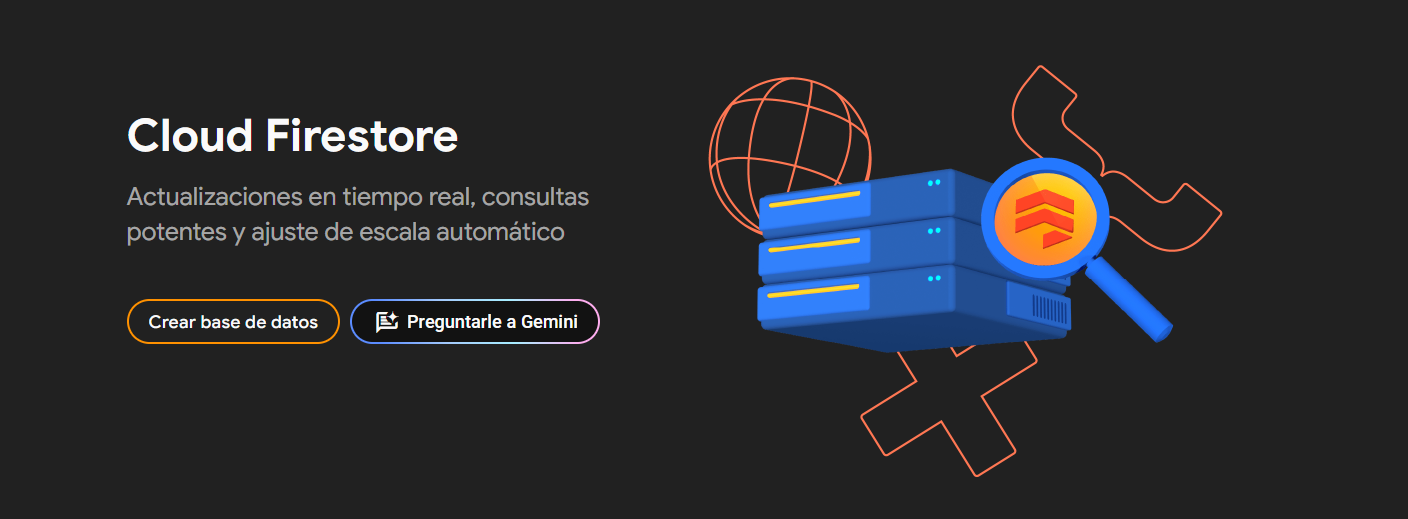 Cloud Firestore
Actualizaciones en tiempo real, consultas
potentes y ajuste de escala automático
Crear base de datos
Preguntarle a Gemini